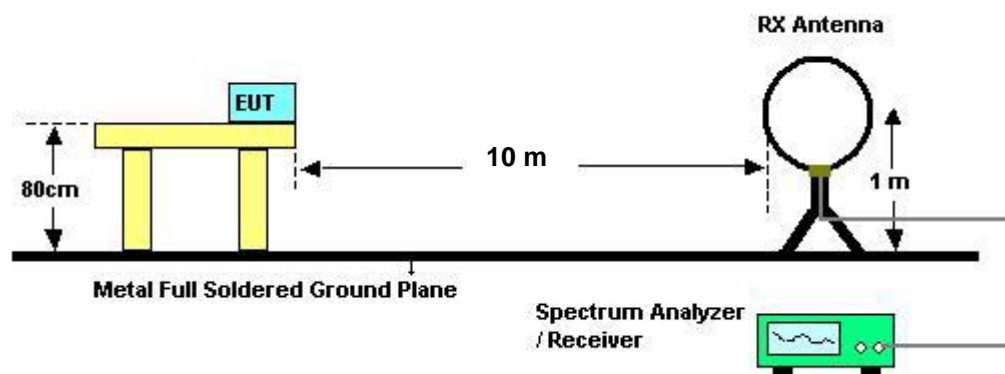 RX Antenna
EUT
10 m
80cm
1 m
Metal Full Soldered Ground Plane
Spectrum Analyzer
/ Receiver